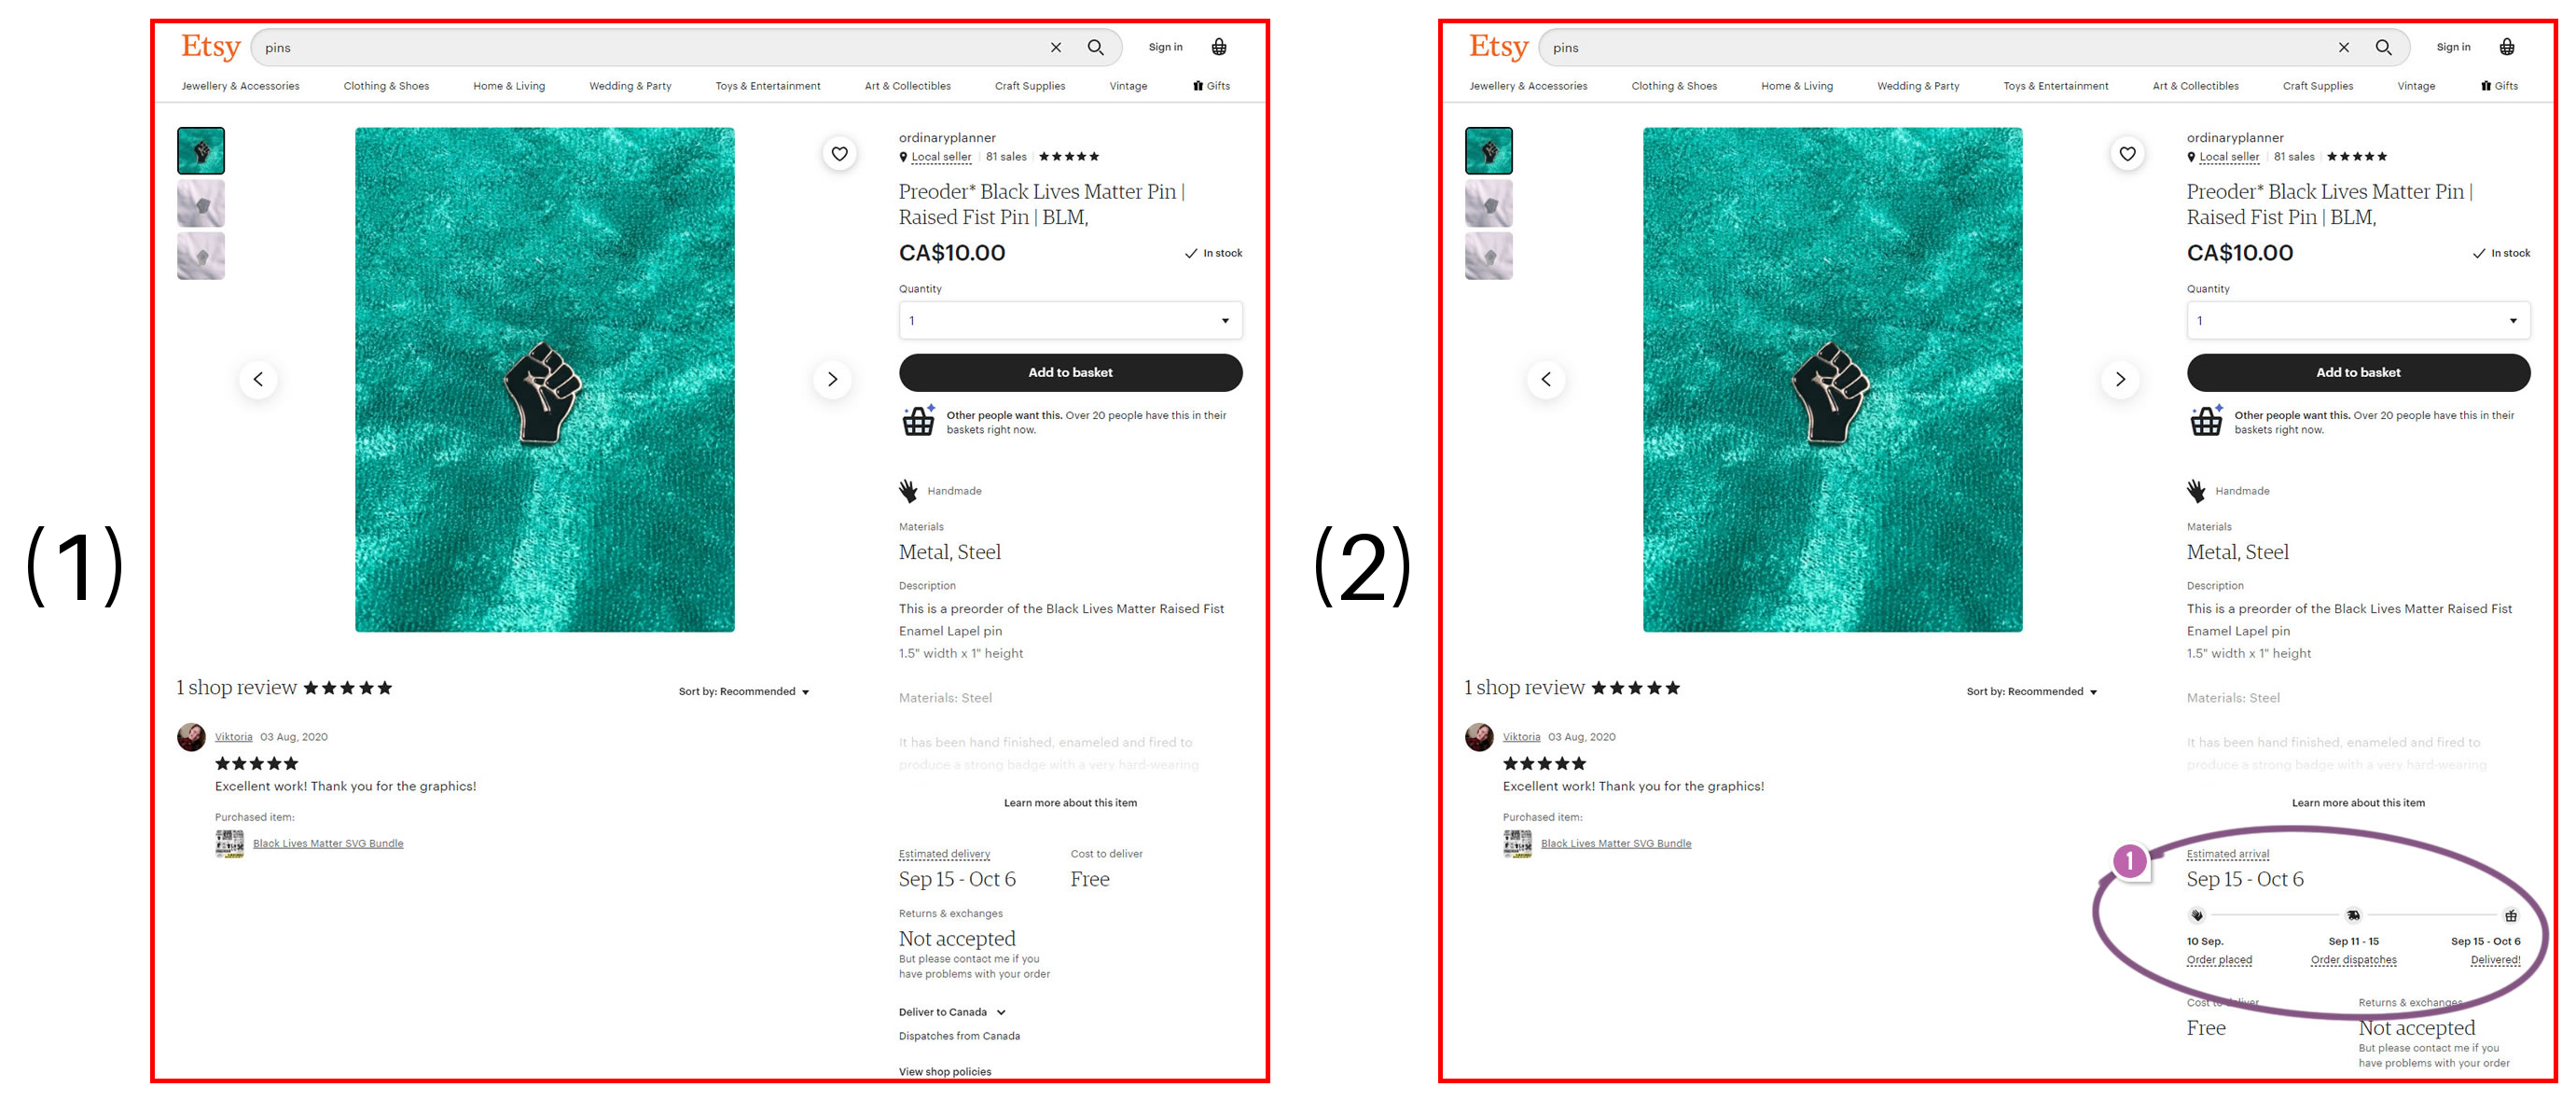 (1)
Etsy
pins
Sign in
Jewellery & Accessories
Clothing & Shoes
Home & Living
Wedding & Party
Toys & Entertainment
Art & Collectibles
Craft Supplies
Vintage
Gifts
ordinaryplanner
Local seller
81 sales
Preoder* Black Lives Matter Pin |
Raised Fist Pin | BLM,
CA$10.00
In stock
Quantity
1
Add to basket
Other people want this. Over 20 people have this in their
baskets right now.
Handmade
Materials
Metal, Steel
Description
This is a preorder of the Black Lives Matter Raised Fist
Enamel Lapel pin
1.5" width x 1" height
Materials: Steel
It has been hand finished, enameled and fired to
produce a strong badge with a very hard-wearing
Learn more about this item
Estimated delivery
Cost to deliver
Sep 15 - Oct 6
Free
Returns & exchanges
Not accepted
But please contact me if you
have problems with your order
Deliver to Canada
Dispatches from Canada
View shop policies
1 shop review
Sort by: Recommended
Viktoria 03 Aug, 2020
Excellent work! Thank you for the graphics!
Purchased item:
Black Lives Matter SVG Bundle
(2)
Etsy
pins
Sign in
Jewellery & Accessories
Clothing & Shoes
Home & Living
Wedding & Party
Toys & Entertainment
Art & Collectibles
Craft Supplies
Vintage
Gifts
ordinaryplanner
Local seller
81 sales
Preoder* Black Lives Matter Pin |
Raised Fist Pin | BLM,
CA$10.00
In stock
Quantity
1
Add to basket
Other people want this. Over 20 people have this in their
baskets right now.
Handmade
Materials
Metal, Steel
Description
This is a preorder of the Black Lives Matter Raised Fist
Enamel Lapel pin
1.5" width x 1" height
Materials: Steel
It has been hand finished, enameled and fired to
produce a strong badge with a very hard-wearing
Learn more about this item
1
Estimated arrival
Sep 15 - Oct 6
10 Sep.
Sep 11 - 15
Sep 15 - Oct 6
Order placed
Order dispatches
Delivered!
Cost to deliver
Returns & exchanges
Free
Not accepted
But please contact me if you
have problems with your order
1 shop review
Sort by: Recommended
Viktoria 03 Aug, 2020
Excellent work! Thank you for the graphics!
Purchased item:
Black Lives Matter SVG Bundle